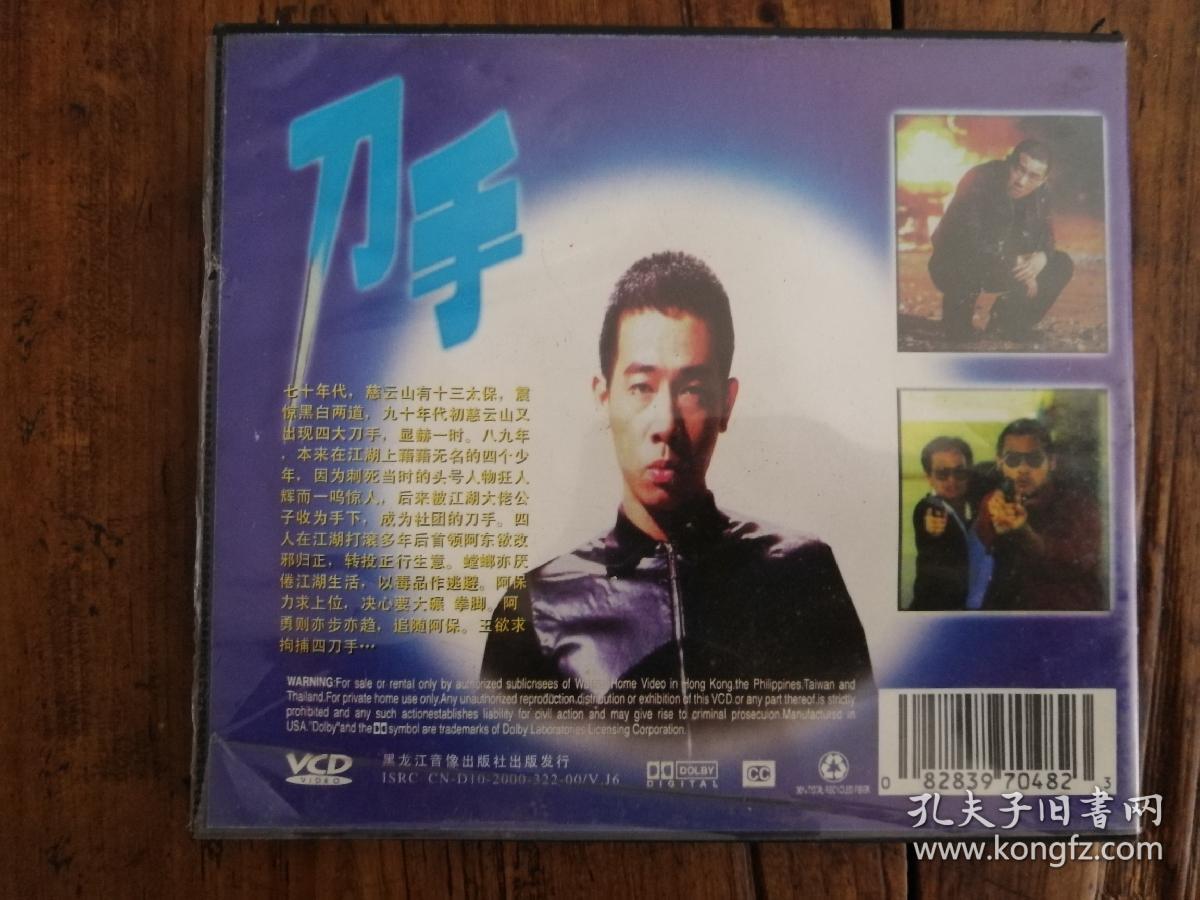 刀手
七十年代，慈云山有十三太保，震
惊黑白两道，九十年代初慈云山又
出现四大刀手，显赫一时。八九年
，本来在江湖上藉藉无名的四个少
年，因为刺死当时的头号人物狂人
辉而一鸣惊人，后来被江湖大佬公
子收为手下，成为社团的刀手。四
人在江湖打滚多年后首领阿东欲改
邪归正，转投正行生意。螳螂亦厌
倦江湖生活，以毒品作逃避。阿保
力求上位，决心要大碾 拳脚。阿
勇则亦步亦趋，追随阿保。王欲求
拘捕四刀手…
WARNING:For sale or rental only by authorized sublicnsees of Home Video in Hong Kong.the Philippines.Taiwan and
Thailand.For private home use only.Any unauthorized reproduction.distribution or exhibition of this VCD.or any part thereof.is strictly
prohibited and any such actionestablishes liability for civil action and may give rise to criminal prosecuion.Manufactured in
USA."Dolby"and the DD symbol are trademarks of Dolby Laboratories Licensing Corporation.
VCD
VIDEO
黑龙江音像出版社出版发行
ISRC CN-D10-2000-322-00/V.J6
DOLBY
DIGITAL
CC
TOTAL RECYCLED FIBER
0 82839 70482 3
孔夫子旧书网
www.kongfz.com